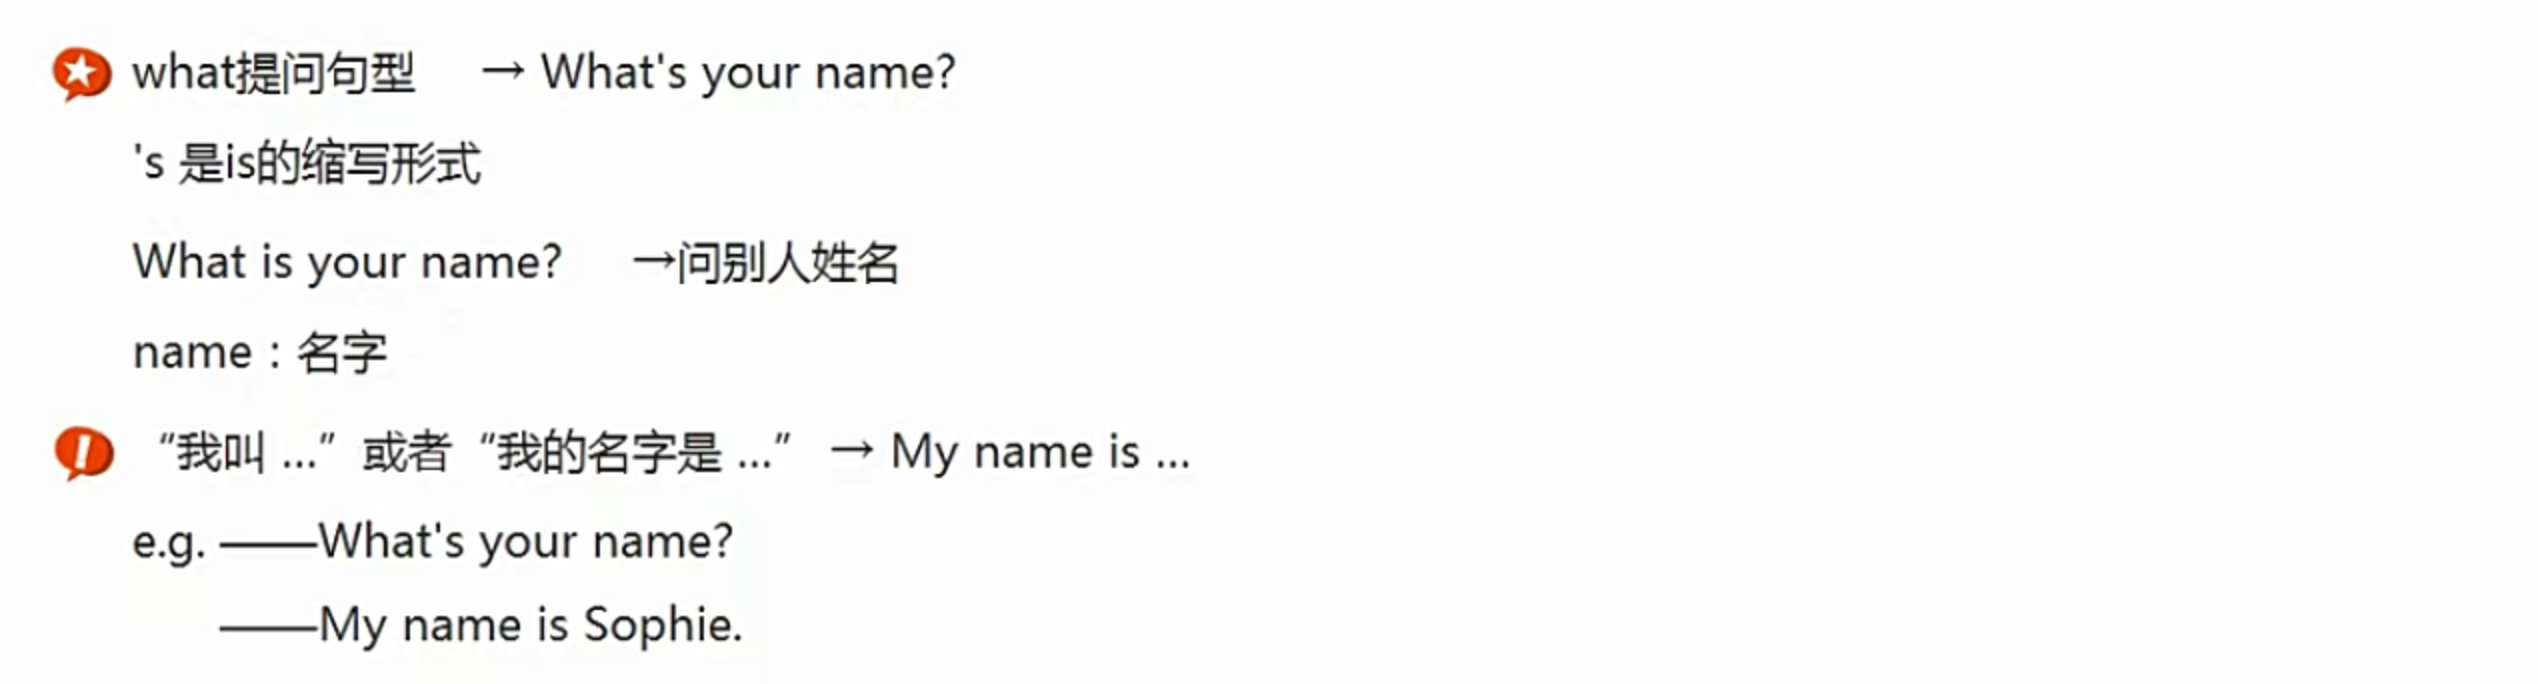 what提问句型 → What's your name?
's 是is的缩写形式
What is your name? →问别人姓名
name：名字
“我叫 ...”或者“我的名字是 ...” → My name is ...
e.g. ——What's your name?
——My name is Sophie.